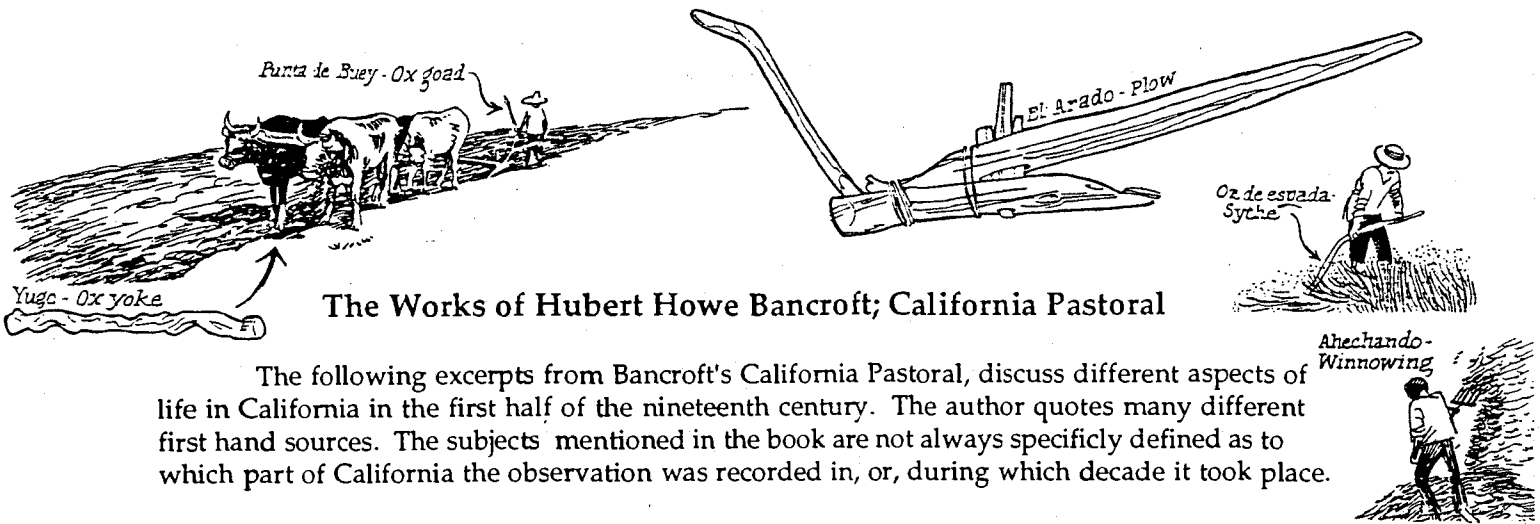 Punta de Buey - Ox goad
El Arado - Plow
Oz de espada-
Sythe
Yugo - Ox yoke
The Works of Hubert Howe Bancroft; California Pastoral
Ahechando-
Winnowing
The following excerpts from Bancroft's California Pastoral, discuss different aspects of
life in California in the first half of the nineteenth century. The author quotes many different
first hand sources. The subjects mentioned in the book are not always specificly defined as to
which part of California the observation was recorded in, or, during which decade it took place.